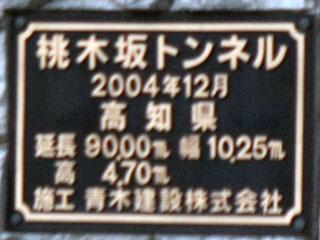 桃木坂トンネル
2004年12月
高知県
延長 90.00m 幅 10.25m
高 4.70m
施工 青木建設株式会社